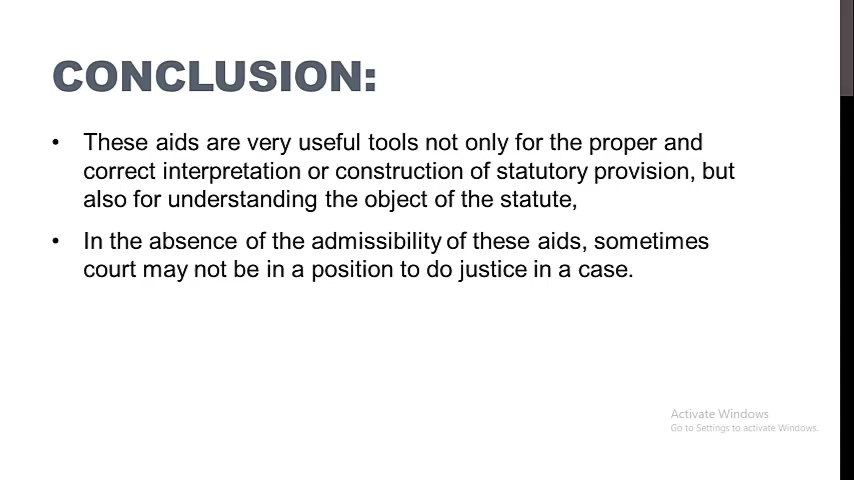 CONCLUSION:
• These aids are very useful tools not only for the proper and
correct interpretation or construction of statutory provision, but
also for understanding the object of the statute,
• In the absence of the admissibility of these aids, sometimes
court may not be in a position to do justice in a case.
Activate Windows
Go to Settings to activate Windows.